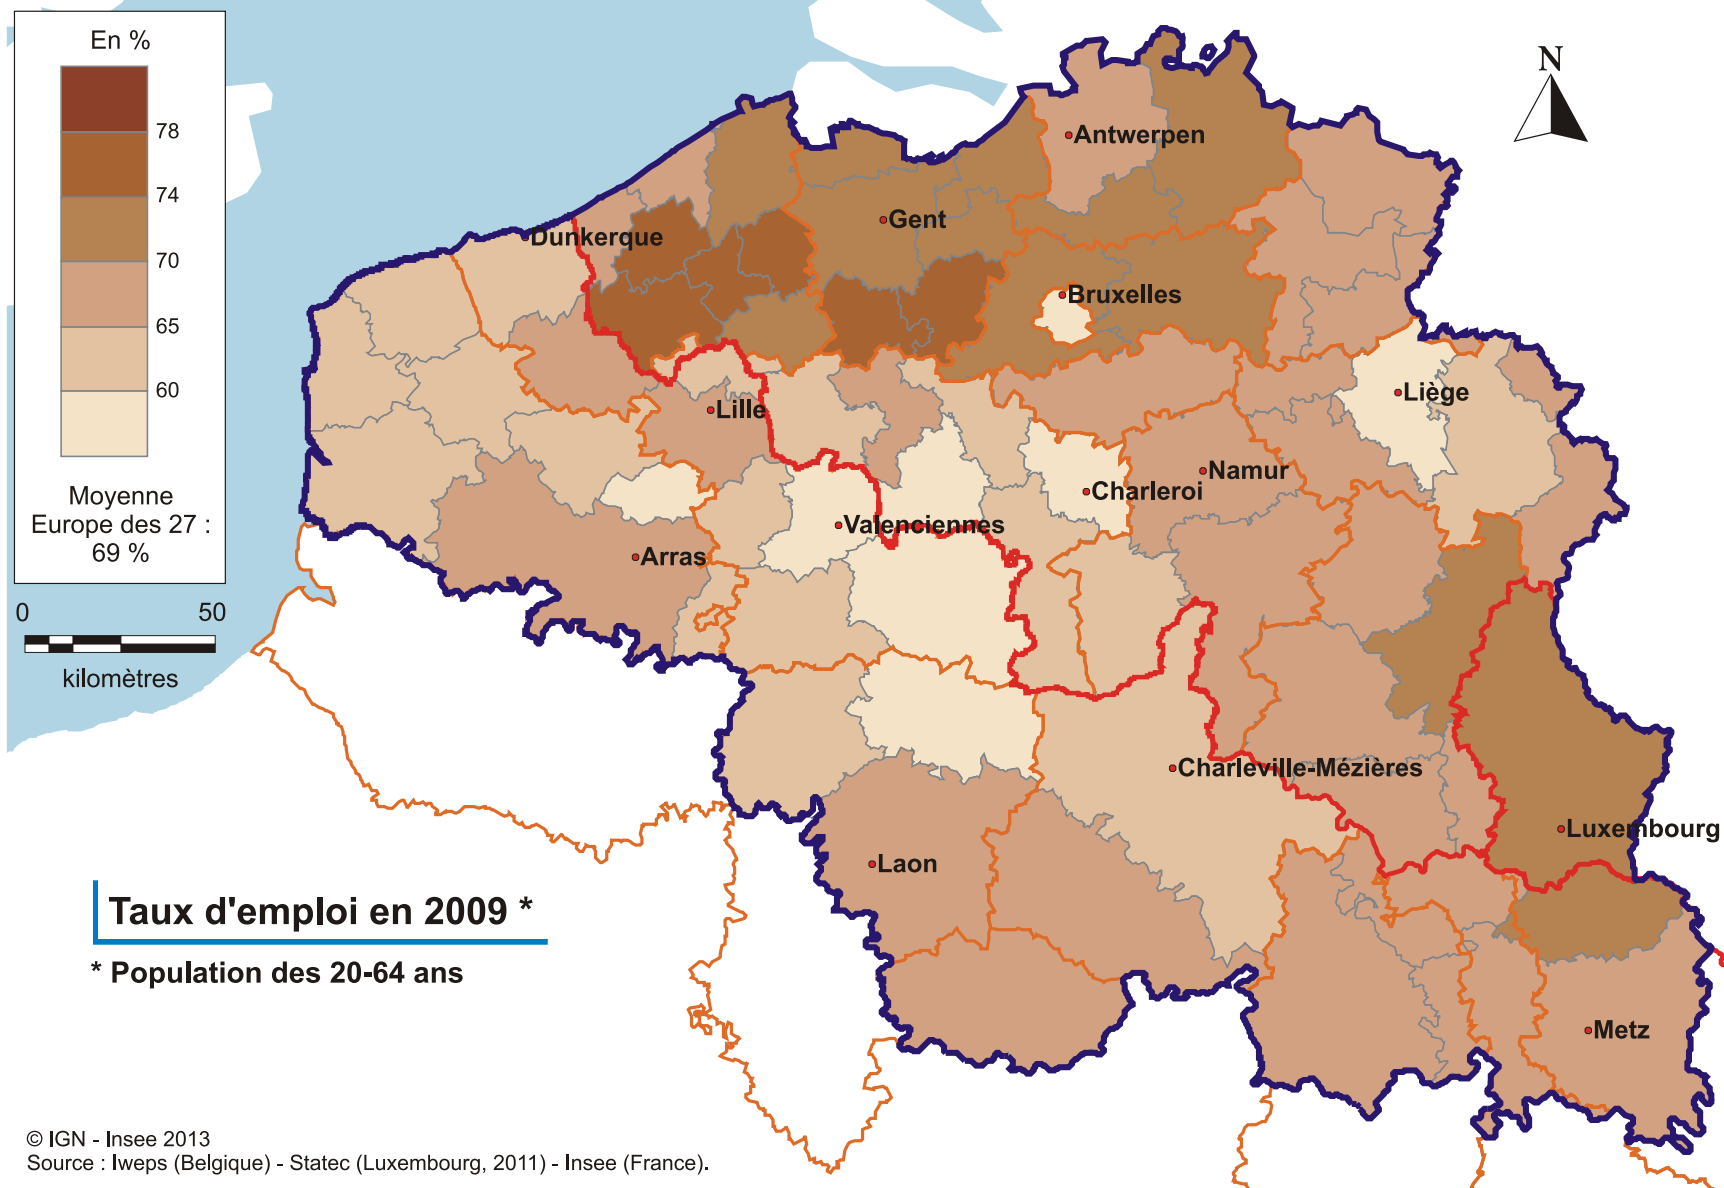 En %
78
74
70
65
60
Moyenne
Europe des 27 :
69 %
0 50
kilomètres
N
Antwerpen
Gent
Dunkerque
Bruxelles
Liège
Lille
Namur
Charleroi
Valenciennes
Arras
Charleville-Mézières
Luxembourg
Laon
Metz
Taux d'emploi en 2009 *
* Population des 20-64 ans
© IGN - Insee 2013
Source : Iweps (Belgique) - Statec (Luxembourg, 2011) - Insee (France).